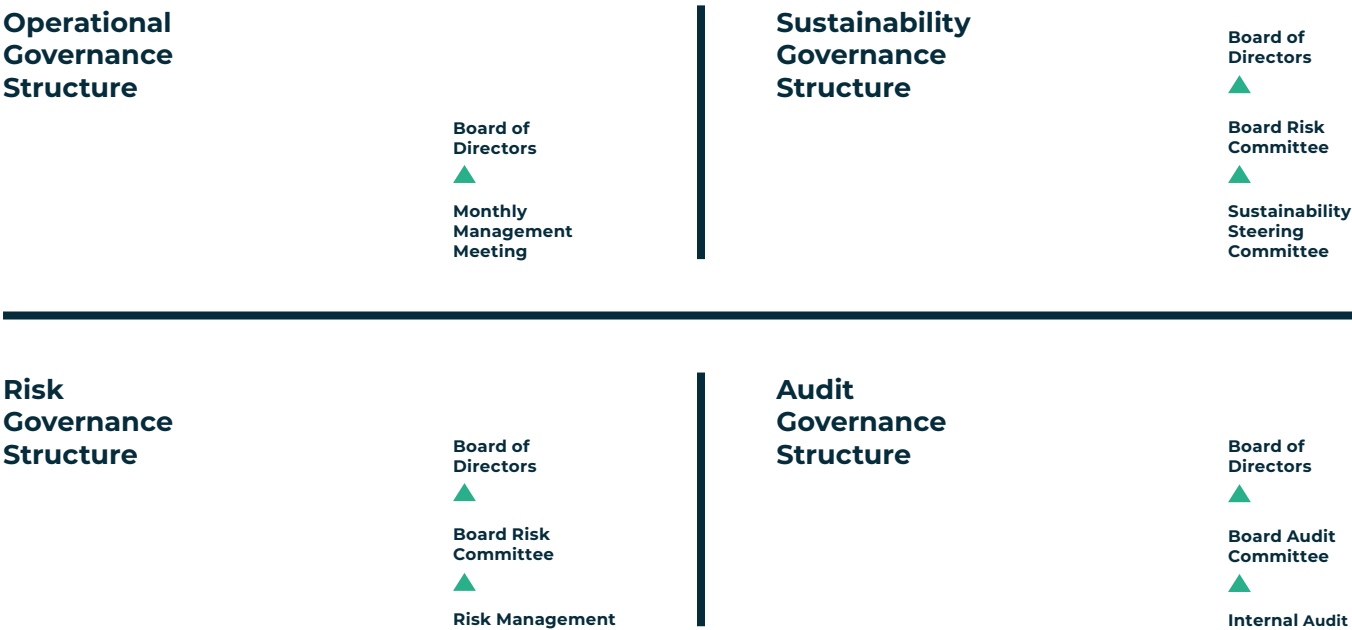 Operational
Governance
Structure
Board of
Directors
Monthly
Management
Meeting
Sustainability
Governance
Structure
Board of
Directors
Board Risk
Committee
Sustainability
Steering
Committee
Risk
Governance
Structure
Board of
Directors
Board Risk
Committee
Risk Management
Audit
Governance
Structure
Board of
Directors
Board Audit
Committee
Internal Audit